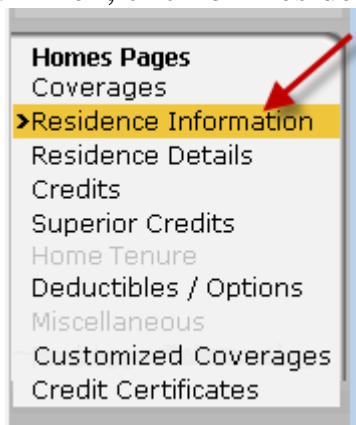 Homes Pages
Coverages
>Residence Information
Residence Details
Credits
Superior Credits
Home Tenure
Deductibles / Options
Miscellaneous
Customized Coverages
Credit Certificates